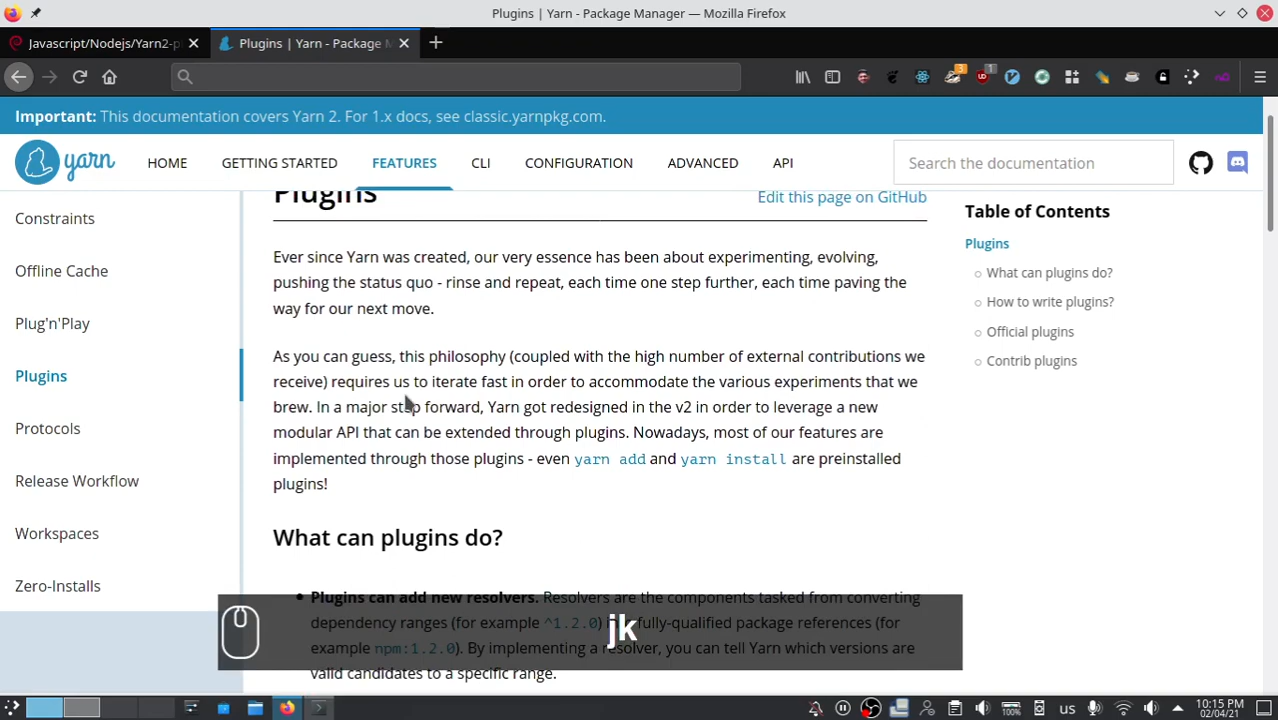 Plugins | Yarn - Package Manager — Mozilla Firefox
Javascript/Nodejs/Yarn2-p
Plugins | Yarn - Package M
3
1
Important: This documentation covers Yarn 2. For 1.x docs, see classic.yarnpkg.com.
yarn
HOME
GETTING STARTED
FEATURES
CLI
CONFIGURATION
ADVANCED
API
Search the documentation
Constraints
Offline Cache
Plug'n'Play
Plugins
Protocols
Release Workflow
Workspaces
Zero-Installs
Plugins
Edit this page on GitHub
Ever since Yarn was created, our very essence has been about experimenting, evolving,
pushing the status quo - rinse and repeat, each time one step further, each time paving the
way for our next move.
As you can guess, this philosophy (coupled with the high number of external contributions we
receive) requires us to iterate fast in order to accommodate the various experiments that we
brew. In a major step forward, Yarn got redesigned in the v2 in order to leverage a new
modular API that can be extended through plugins. Nowadays, most of our features are
implemented through those plugins - even yarn add and yarn install are preinstalled
plugins!
What can plugins do?
• Plugins can add new resolvers. Resolvers are the components tasked from converting
dependency ranges (for example ^1.2.0) fully-qualified package references (for
example npm:1.2.0). By implementing a resolver, you can tell Yarn which versions are
valid candidates to a specific range.
Table of Contents
Plugins
What can plugins do?
How to write plugins?
Official plugins
Contrib plugins
jk
100%
us
10:15 PM
02/04/21